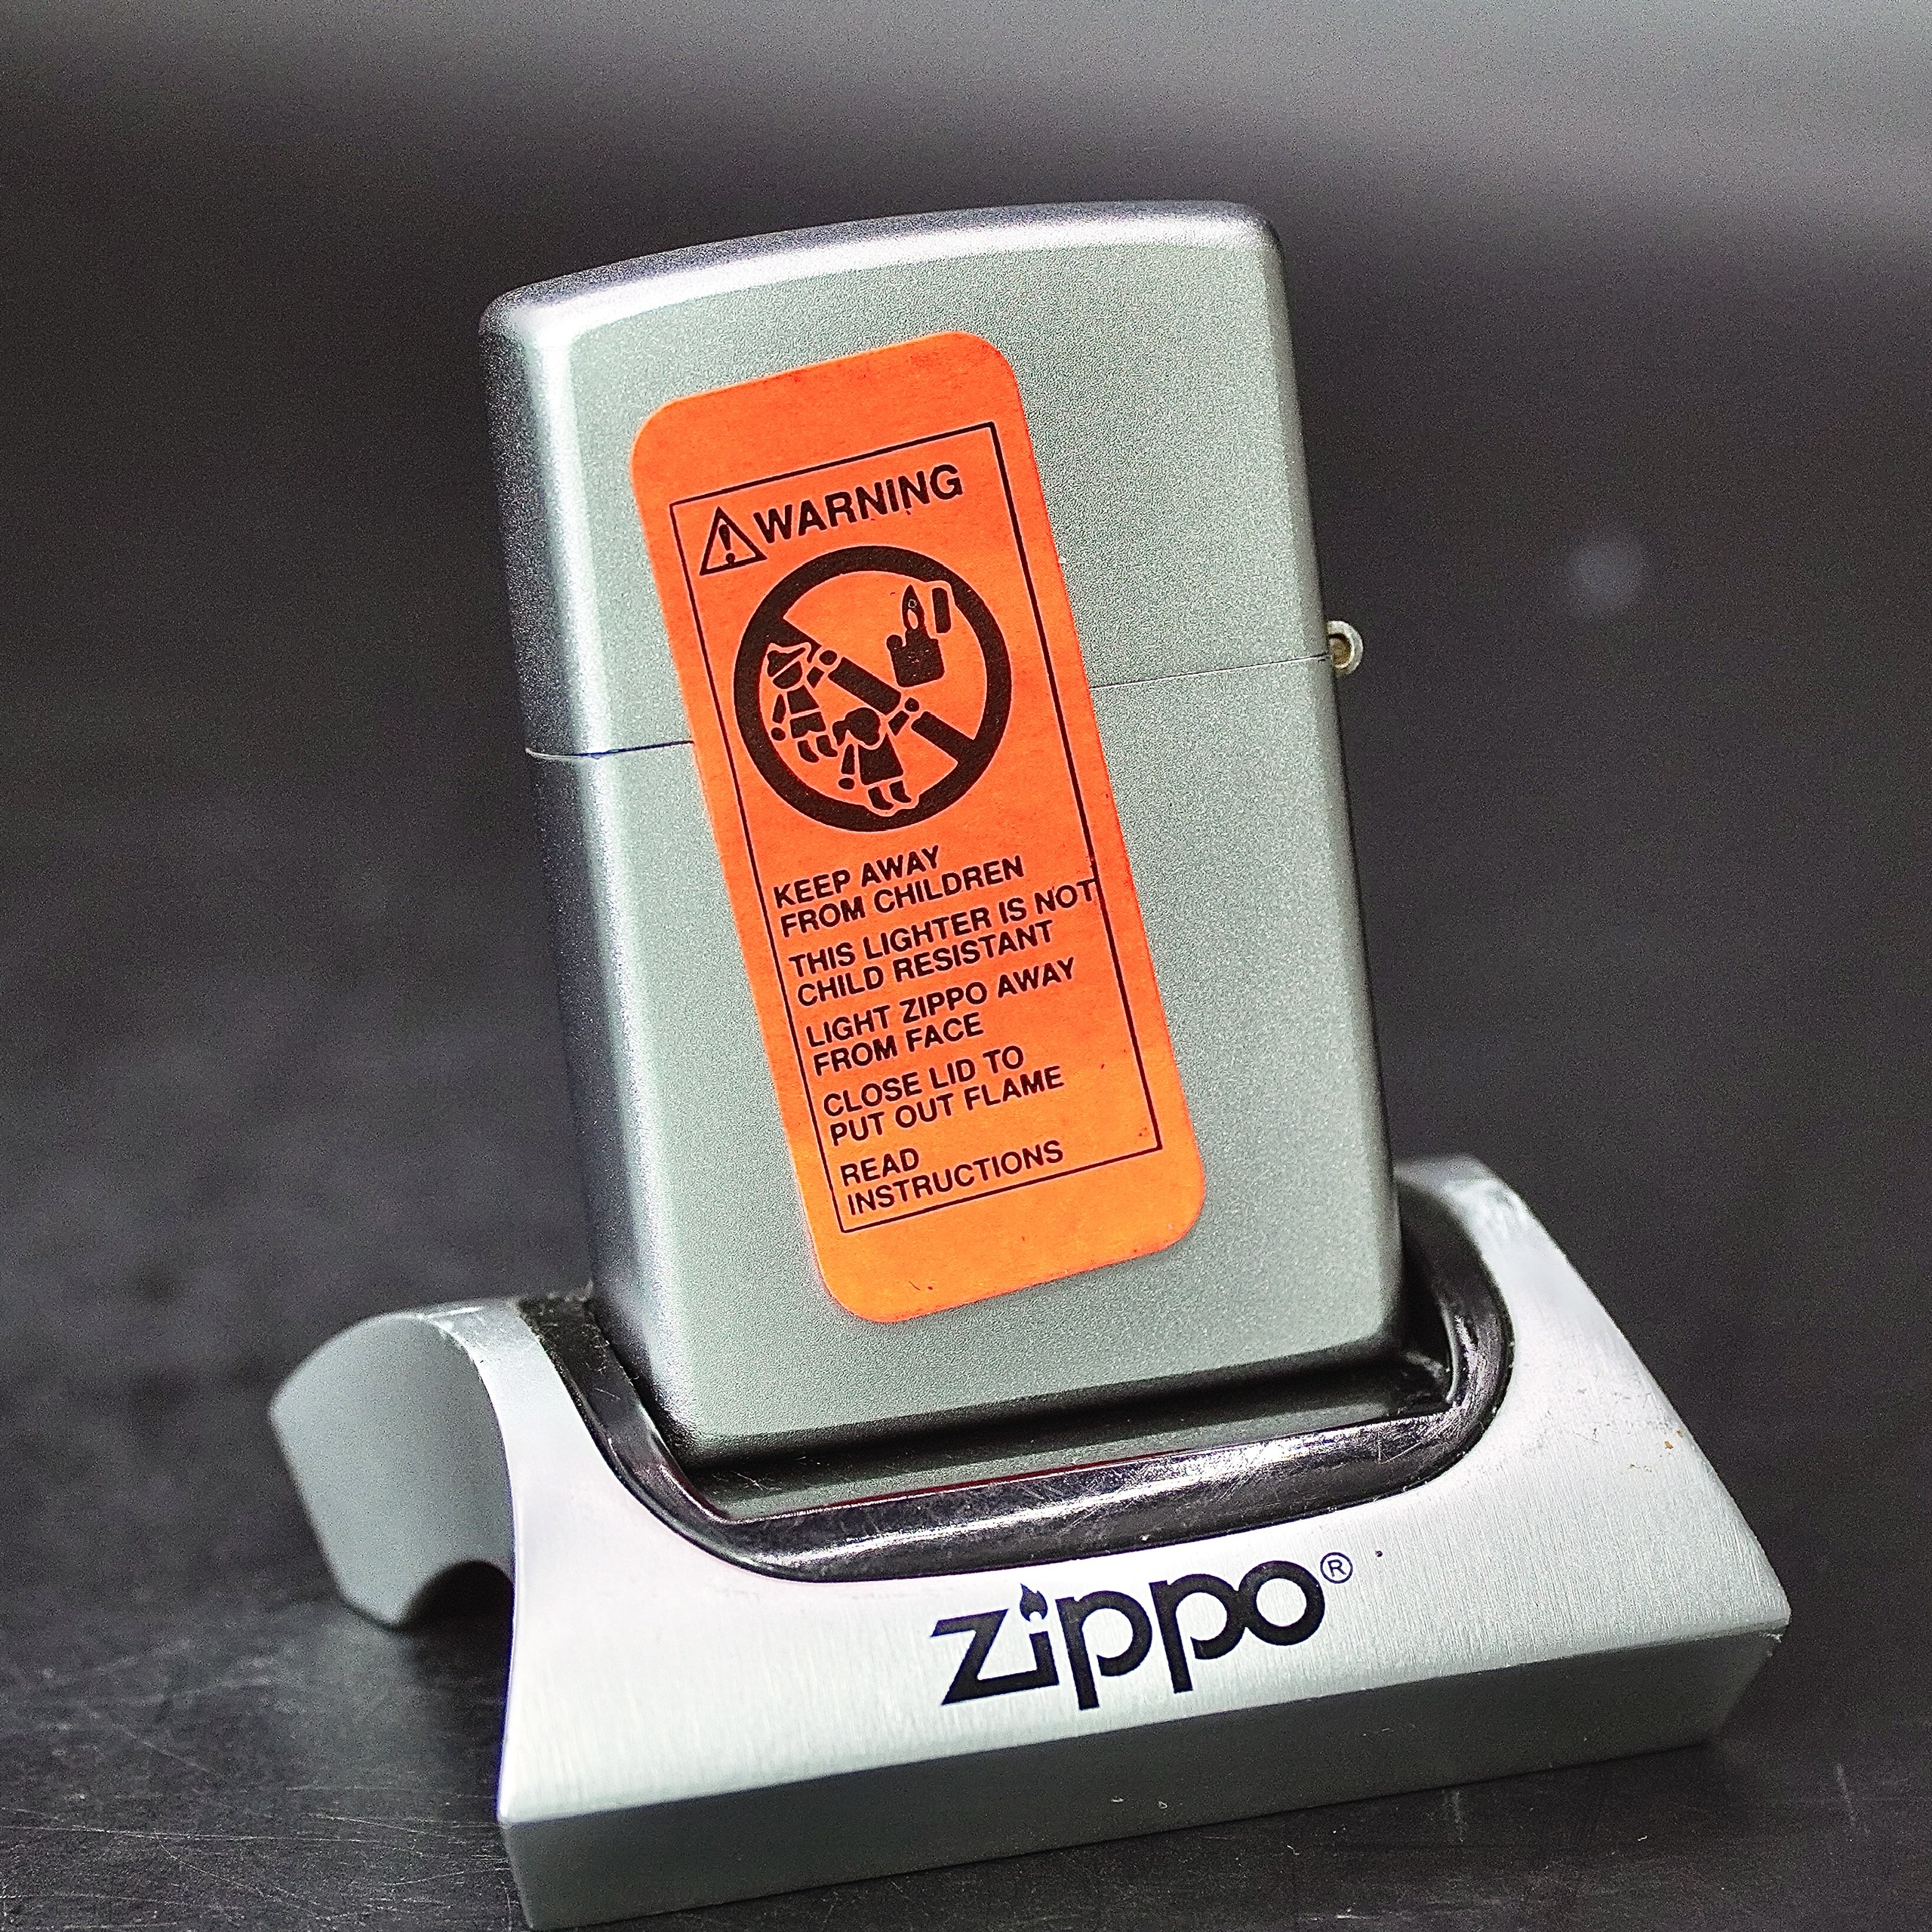 WARNING
KEEP AWAY
FROM CHILDREN
THIS LIGHTER IS NOT
CHILD RESISTANT
LIGHT ZIPPO AWAY
FROM FACE
CLOSE LID TO
PUT OUT FLAME
READ
INSTRUCTIONS
zippo®